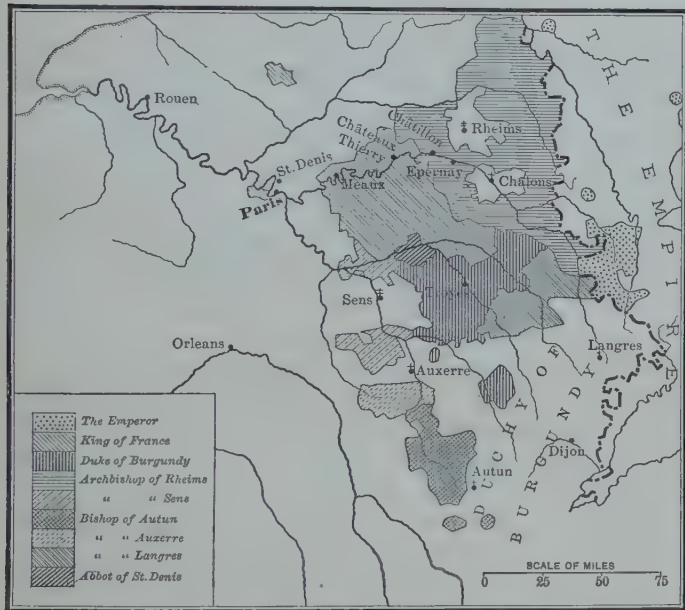 THE EMPIRE
Rouen
Rheims
Châtillon
Châteaux
Thierry
St.Denis
Epernay
Châlons
Meaux
Paris
Sens
Orleans
Langres
Auxerre
DUCHY OF
BURGUNDY
Dijon
Autun
The Emperor
King of France
Duke of Burgundy
Archbishop of Rheims
" " Sens
Bishop of Autun
" " Auxerre
" " Langres
Abbot of St.Denis
SCALE OF MILES
0 25 50 75